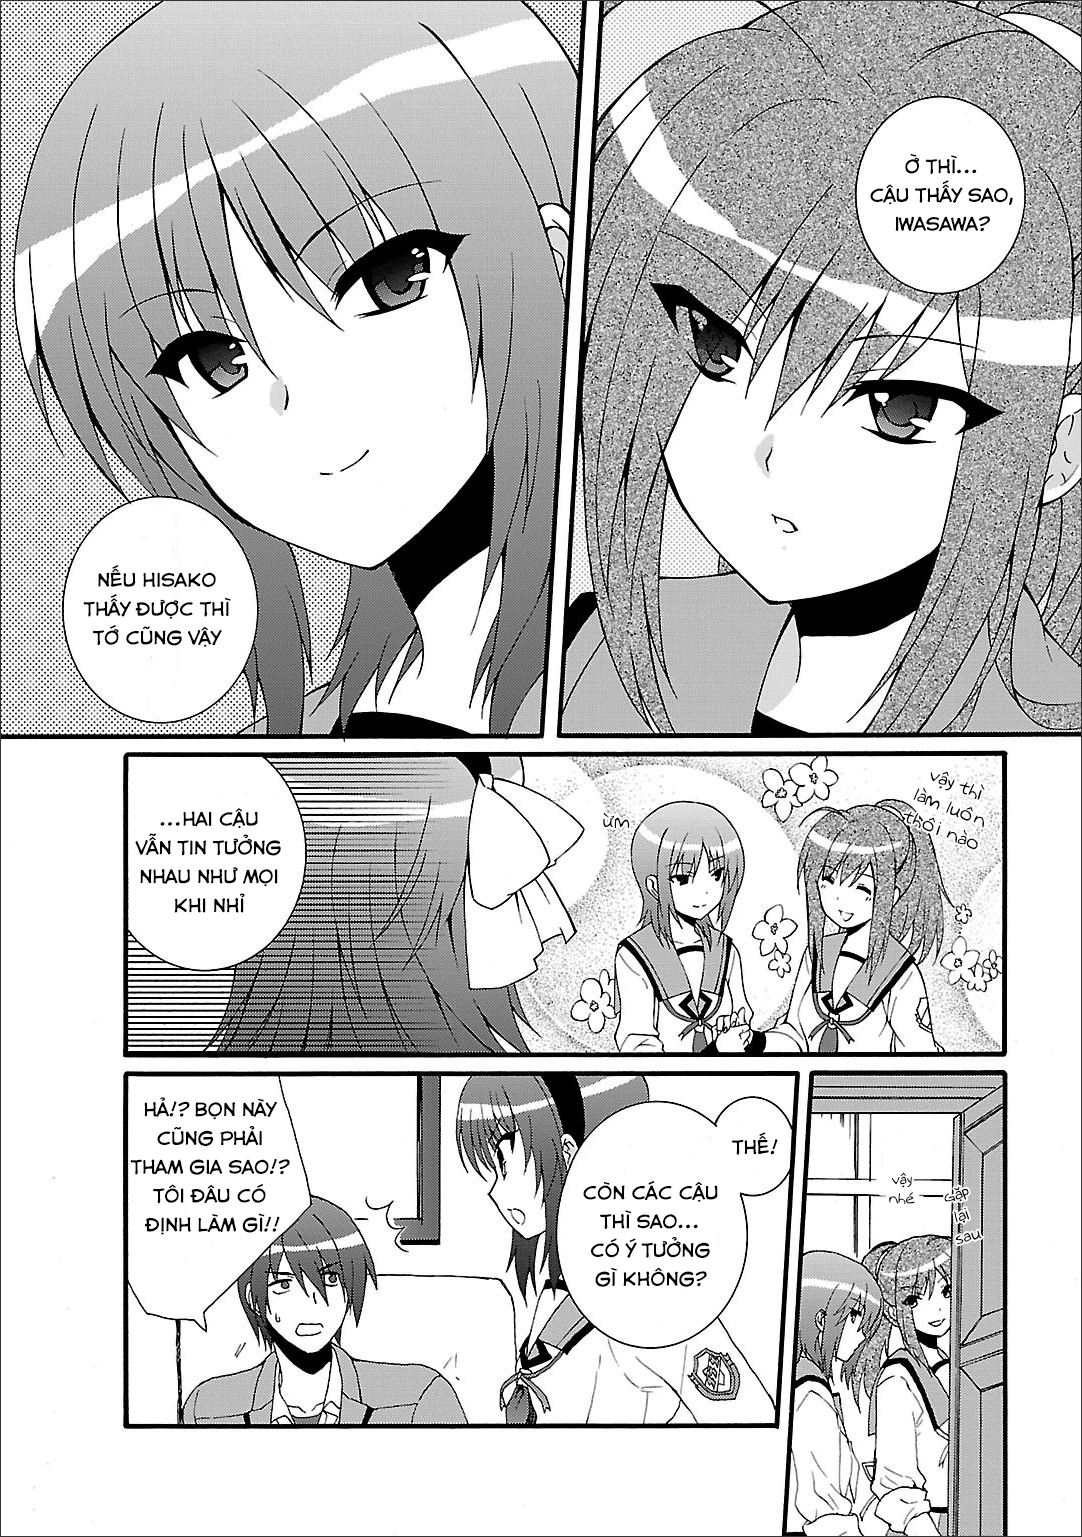 Ở THÌ...
CẬU THẤY SAO,
IWASAWA?
NẾU HISAKO
THẤY ĐƯỢC THÌ
TỚ CŨNG VẬY
vậy thì
làm luôn
thôi nào
ừm
...HAI CẬU
VẪN TIN TƯỞNG
NHAU NHƯ MỌI
KHI NHỈ
vậy
nhé
Gặp
lại
sau
THẾ!
CÒN CÁC CẬU
THÌ SAO...
CÓ Ý TƯỞNG
GÌ KHÔNG?
HẢ!? BỌN NÀY
CŨNG PHẢI
THAM GIA SAO!?
TÔI ĐÂU CÓ
ĐỊNH LÀM GÌ!!